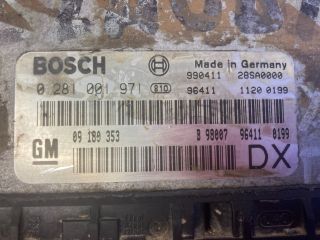 BOSCH Made in Germany
990411 28SA0000
0 281 001 971 810 96411 1120 0199
GM 09 180 353 B 98007 96411 0199
DX